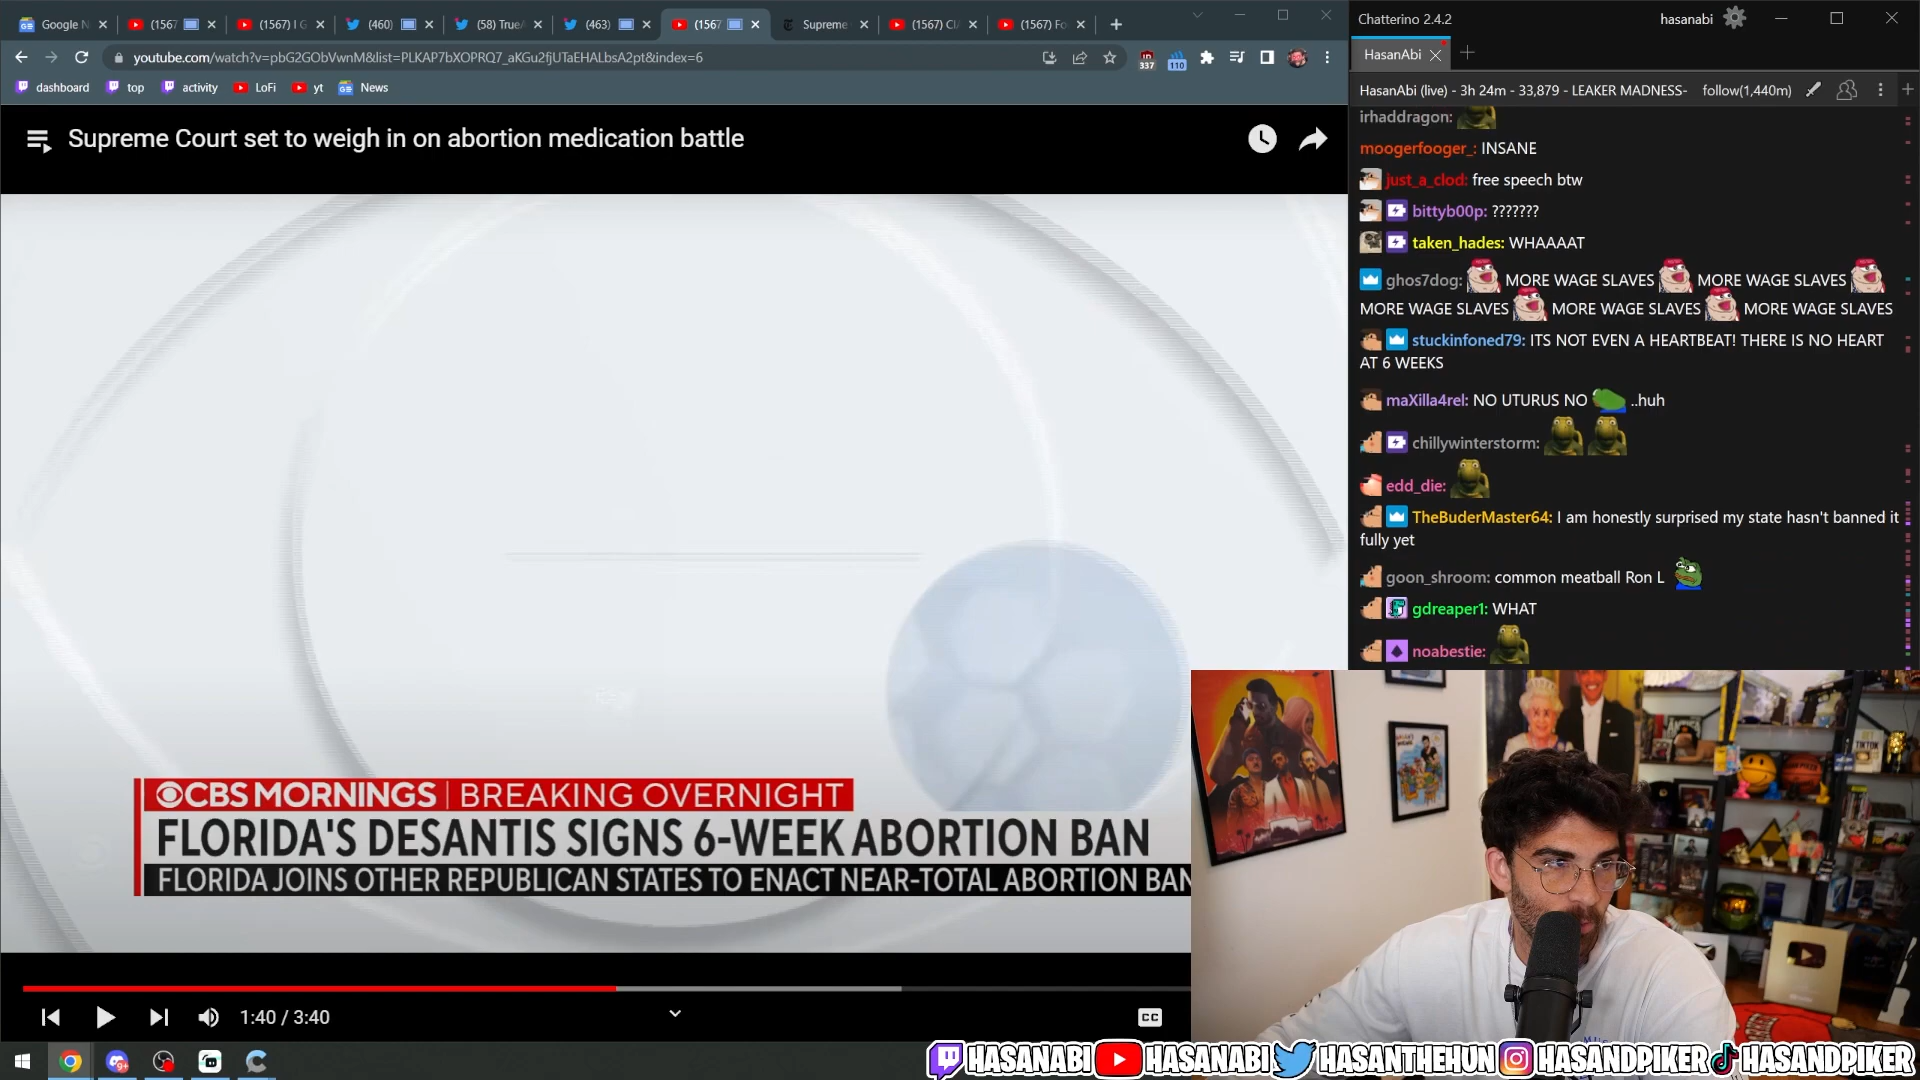 Google N
(1567
(1567) I G
(460)
(58) TrueA
(463)
(1567
Supreme
(1567) CI
(1567) Fo
youtube.com/watch?v=pbG2GObVwnM&list=PLKAP7bXOPRQ7_aKGu2fjUTaEHALbsA2pt&index=6
337
110
dashboard
top
activity
LoFi
yt
News
Supreme Court set to weigh in on abortion medication battle
CBS MORNINGS | BREAKING OVERNIGHT
FLORIDA'S DESANTIS SIGNS 6-WEEK ABORTION BAN
FLORIDA JOINS OTHER REPUBLICAN STATES TO ENACT NEAR-TOTAL ABORTION BAN
1:40 / 3:40
CC
Chatterino 2.4.2
hasanabi
HasanAbi
HasanAbi (live) - 3h 24m - 33,879 - LEAKER MADNESS-
follow(1,440m)
irhaddragon:
moogerfooger_: INSANE
just_a_clod: free speech btw
bittyb00p: ???????
taken_hades: WHAAAAT
ghos7dog: MORE WAGE SLAVES MORE WAGE SLAVES
MORE WAGE SLAVES MORE WAGE SLAVES MORE WAGE SLAVES
stuckinfoned79: ITS NOT EVEN A HEARTBEAT! THERE IS NO HEART
AT 6 WEEKS
maXilla4rel: NO UTURUS NO ..huh
chillywinterstorm:
edd_die:
TheBuderMaster64: I am honestly surprised my state hasn't banned it
fully yet
goon_shroom: common meatball Ron L
gdreaper1: WHAT
noabestie:
HASANABI
HASANABI
HASANTHEHUN
HASANDPIKER
HASANDPIKER